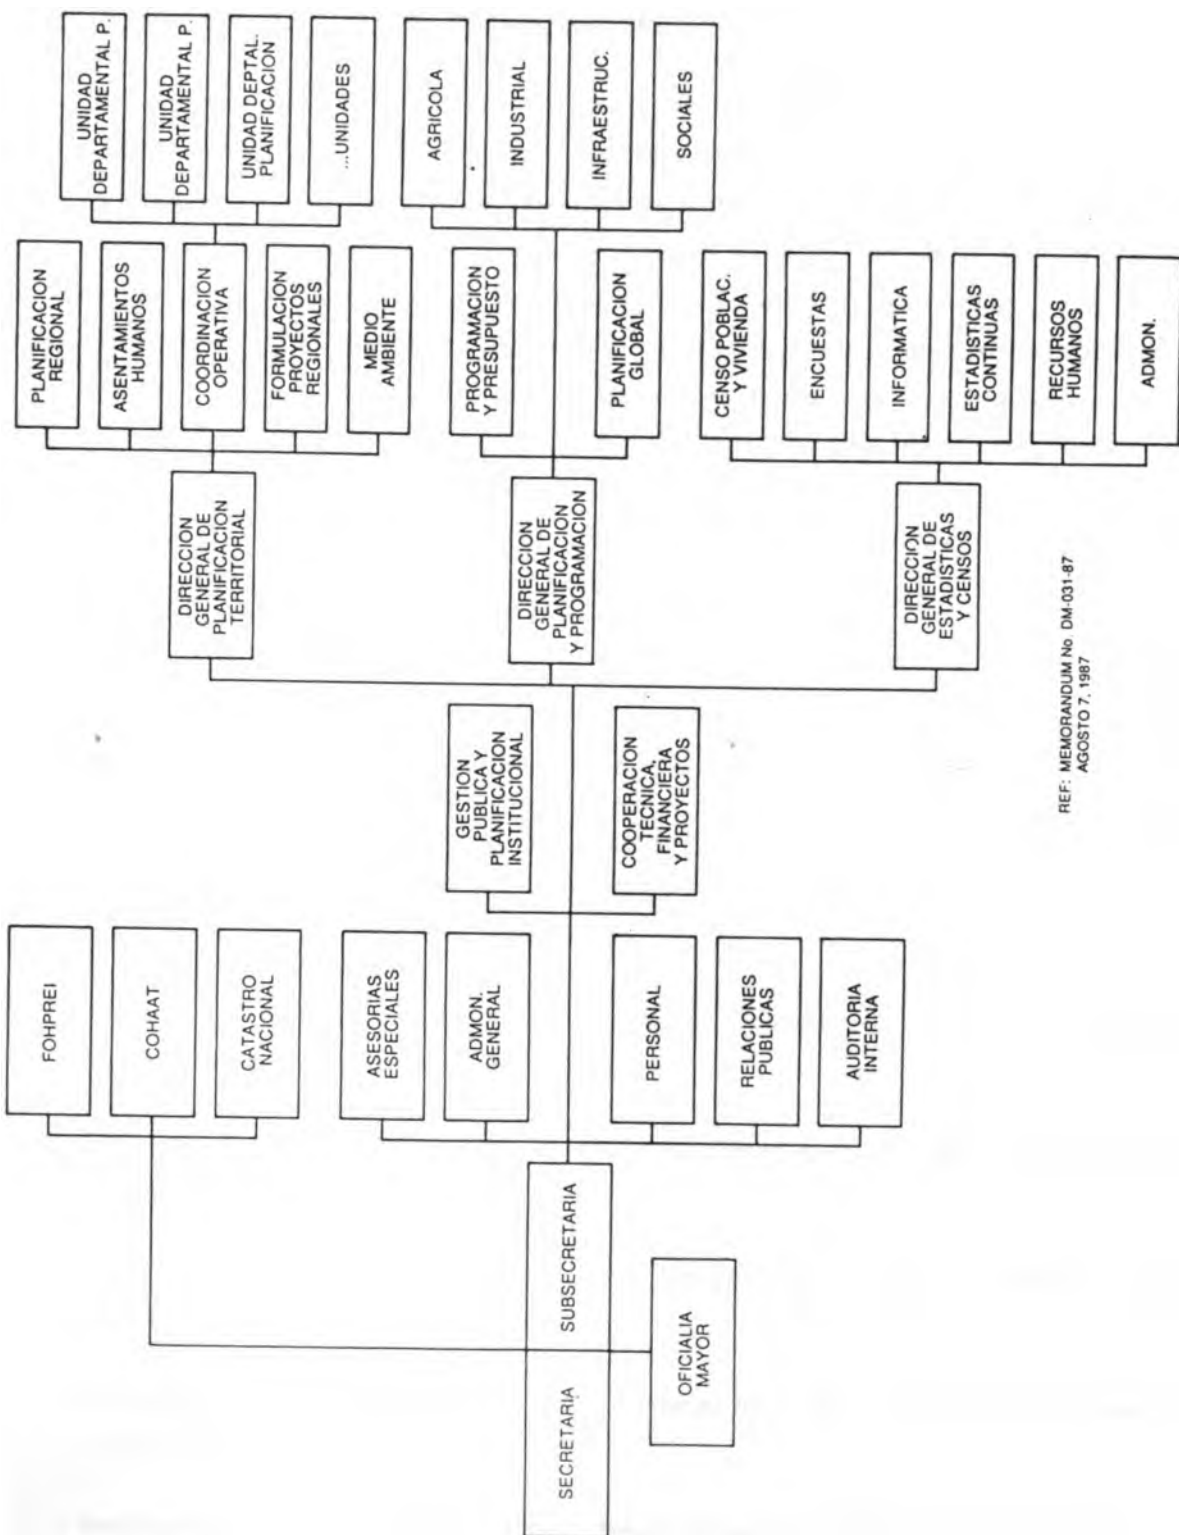 SECRETARIA
SUBSECRETARIA
OFICIALIA
MAYOR
FOHPREI
COHAAT
CATASTRO
NACIONAL
ASESORIAS
ESPECIALES
ADMON.
GENERAL
PERSONAL
RELACIONES
PUBLICAS
AUDITORIA
INTERNA
GESTION
PUBLICA Y
PLANIFICACION
INSTITUCIONAL
COOPERACION
TECNICA,
FINANCIERA
Y PROYECTOS
DIRECCION
GENERAL DE
PLANIFICACION
TERRITORIAL
DIRECCION
GENERAL DE
PLANIFICACION
Y PROGRAMACION
DIRECCION
GENERAL DE
ESTADISTICAS
Y CENSOS
PLANIFICACION
REGIONAL
ASENTAMIENTOS
HUMANOS
COORDINACION
OPERATIVA
FORMULACION
PROYECTOS
REGIONALES
MEDIO
AMBIENTE
PROGRAMACION
Y PRESUPUESTO
PLANIFICACION
GLOBAL
CENSO POBLAC.
Y VIVIENDA
ENCUESTAS
INFORMATICA
ESTADISTICAS
CONTINUAS
RECURSOS
HUMANOS
ADMON.
UNIDAD
DEPARTAMENTAL P.
UNIDAD
DEPARTAMENTAL P.
UNIDAD DEPTAL.
PLANIFICACION
...UNIDADES
AGRICOLA
INDUSTRIAL
INFRAESTRUC.
SOCIALES
REF: MEMORANDUM No. DM-031-87
AGOSTO 7, 1987